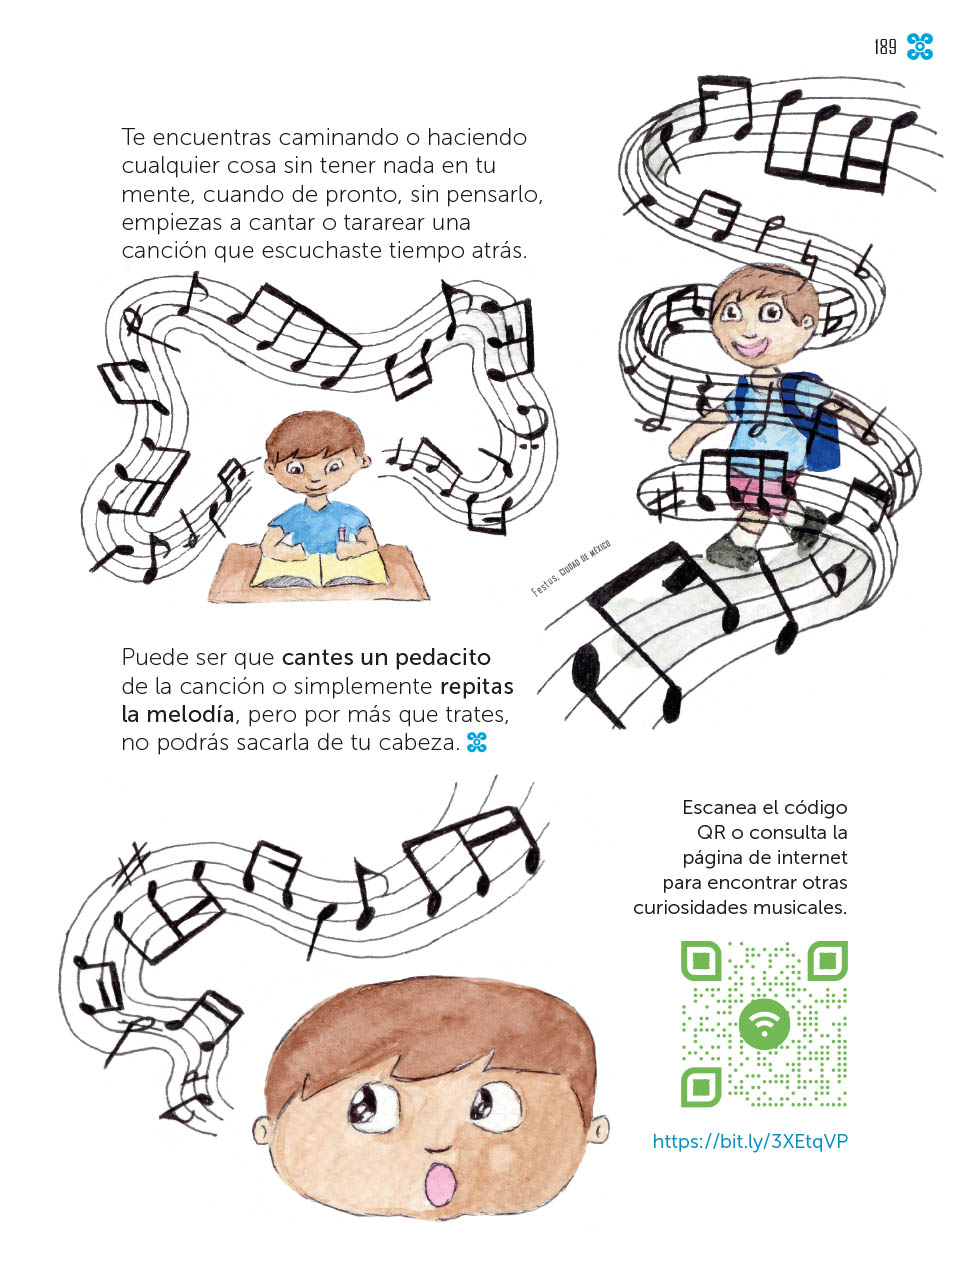 189
Te encuentras caminando o haciendo
cualquier cosa sin tener nada en tu
mente, cuando de pronto, sin pensarlo,
empiezas a cantar o tararear una
canción que escuchaste tiempo atrás.
Festus, CIUDAD DE MÉXICO
Puede ser que cantes un pedacito
de la canción o simplemente repitas
la melodía, pero por más que trates,
no podrás sacarla de tu cabeza.
Escanea el código
QR o consulta la
página de internet
para encontrar otras
curiosidades musicales.
https://bit.ly/3XEtqVP